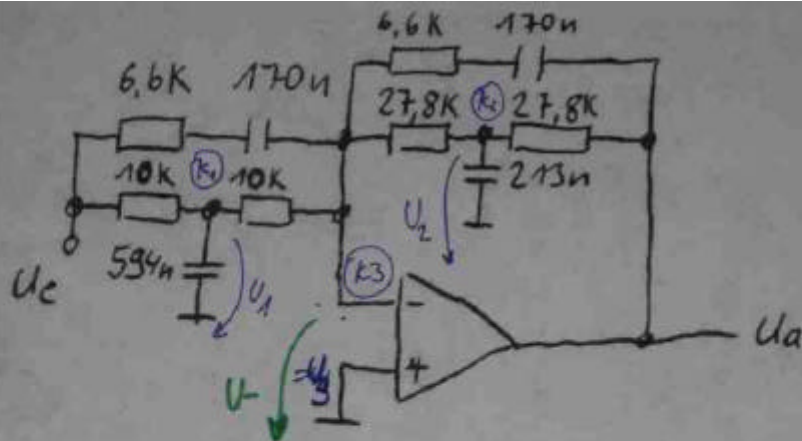 6,6K 170n
6,6K 170n
27,8K K2 27,8K
10K K1 10K
213n
U2
594n
U1
K3
Ue
-
+
Ua
U-